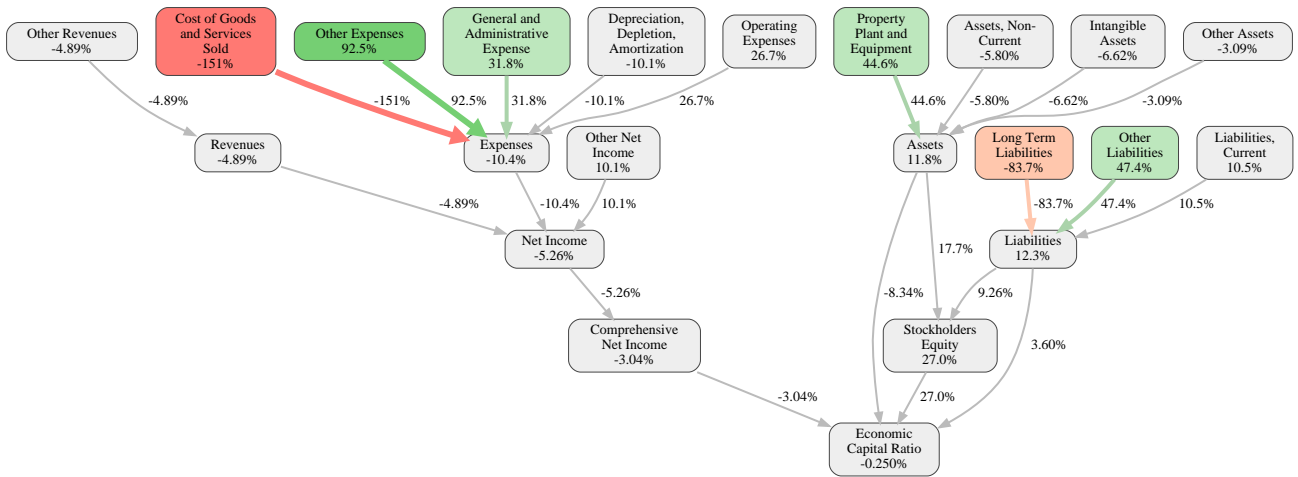 Other Revenues
-4.89%
Cost of Goods
and Services
Sold
-151%
Other Expenses
92.5%
General and
Administrative
Expense
31.8%
Depreciation,
Depletion,
Amortization
-10.1%
Operating
Expenses
26.7%
Property
Plant and
Equipment
44.6%
Assets, Non-
Current
-5.80%
Intangible
Assets
-6.62%
Other Assets
-3.09%
-4.89%
-151%
92.5%
31.8%
-10.1%
26.7%
44.6%
-5.80%
-6.62%
-3.09%
Revenues
-4.89%
Expenses
-10.4%
Other Net
Income
10.1%
Assets
11.8%
Long Term
Liabilities
-83.7%
Other
Liabilities
47.4%
Liabilities,
Current
10.5%
-4.89%
-10.4%
10.1%
-83.7%
47.4%
10.5%
Net Income
-5.26%
17.7%
Liabilities
12.3%
-5.26%
-8.34%
9.26%
Comprehensive
Net Income
-3.04%
Stockholders
Equity
27.0%
3.60%
-3.04%
27.0%
Economic
Capital Ratio
-0.250%